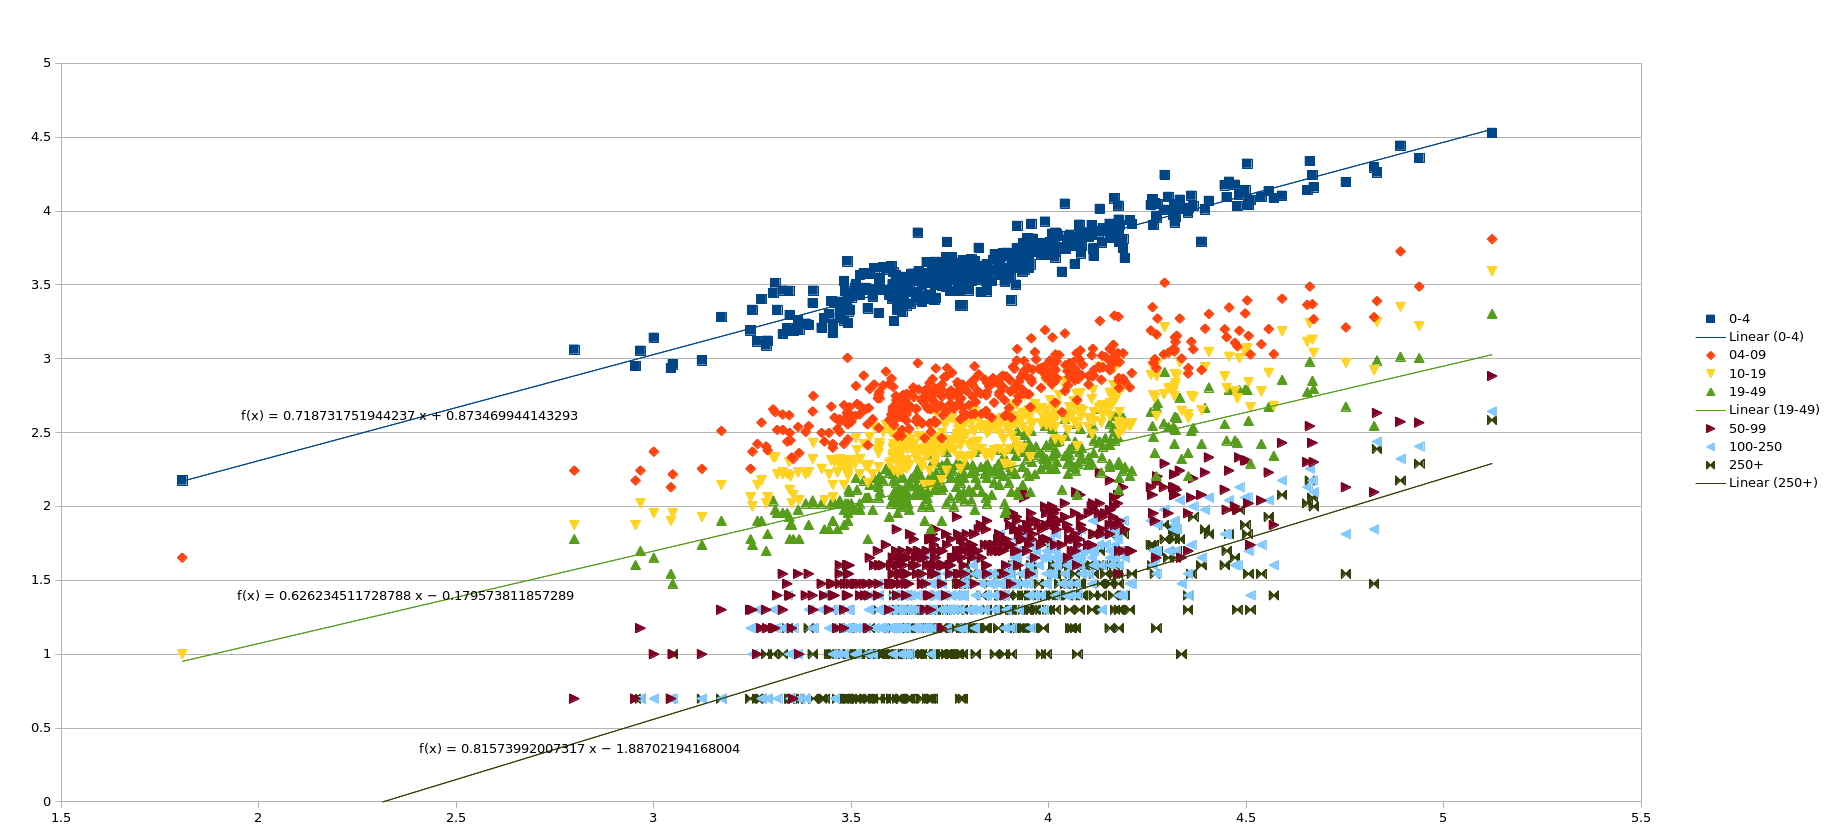 5
4.5
4
3.5
3
2.5
2
1.5
1
0.5
0
1.5 2 2.5 3 3.5 4 4.5 5 5.5
f(x) = 0.718731751944237 x + 0.873469944143293
f(x) = 0.626234511728788 x − 0.179573811857289
f(x) = 0.81573992007317 x − 1.88702194168004
0-4
Linear (0-4)
04-09
10-19
19-49
Linear (19-49)
50-99
100-250
250+
Linear (250+)